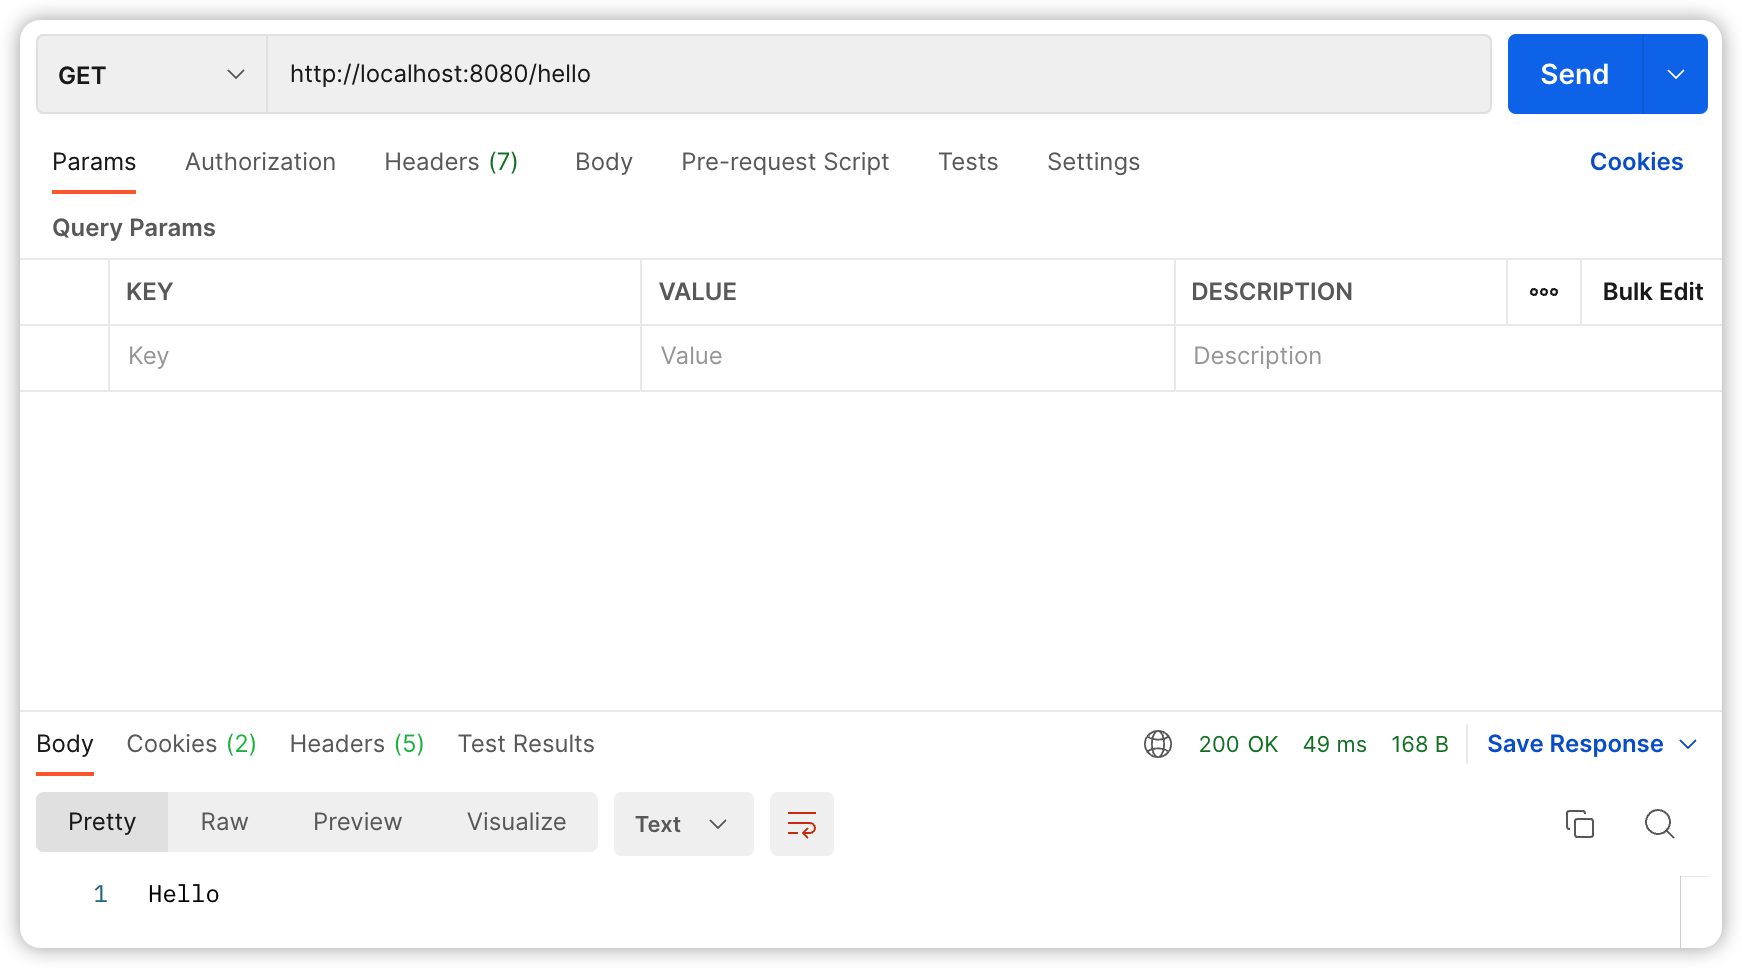 GET http://localhost:8080/hello Send
Params Authorization Headers (7) Body Pre-request Script Tests Settings Cookies
Query Params
KEY VALUE DESCRIPTION Bulk Edit
Key Value Description
Body Cookies (2) Headers (5) Test Results 200 OK 49 ms 168 B Save Response
Pretty Raw Preview Visualize Text
1 Hello